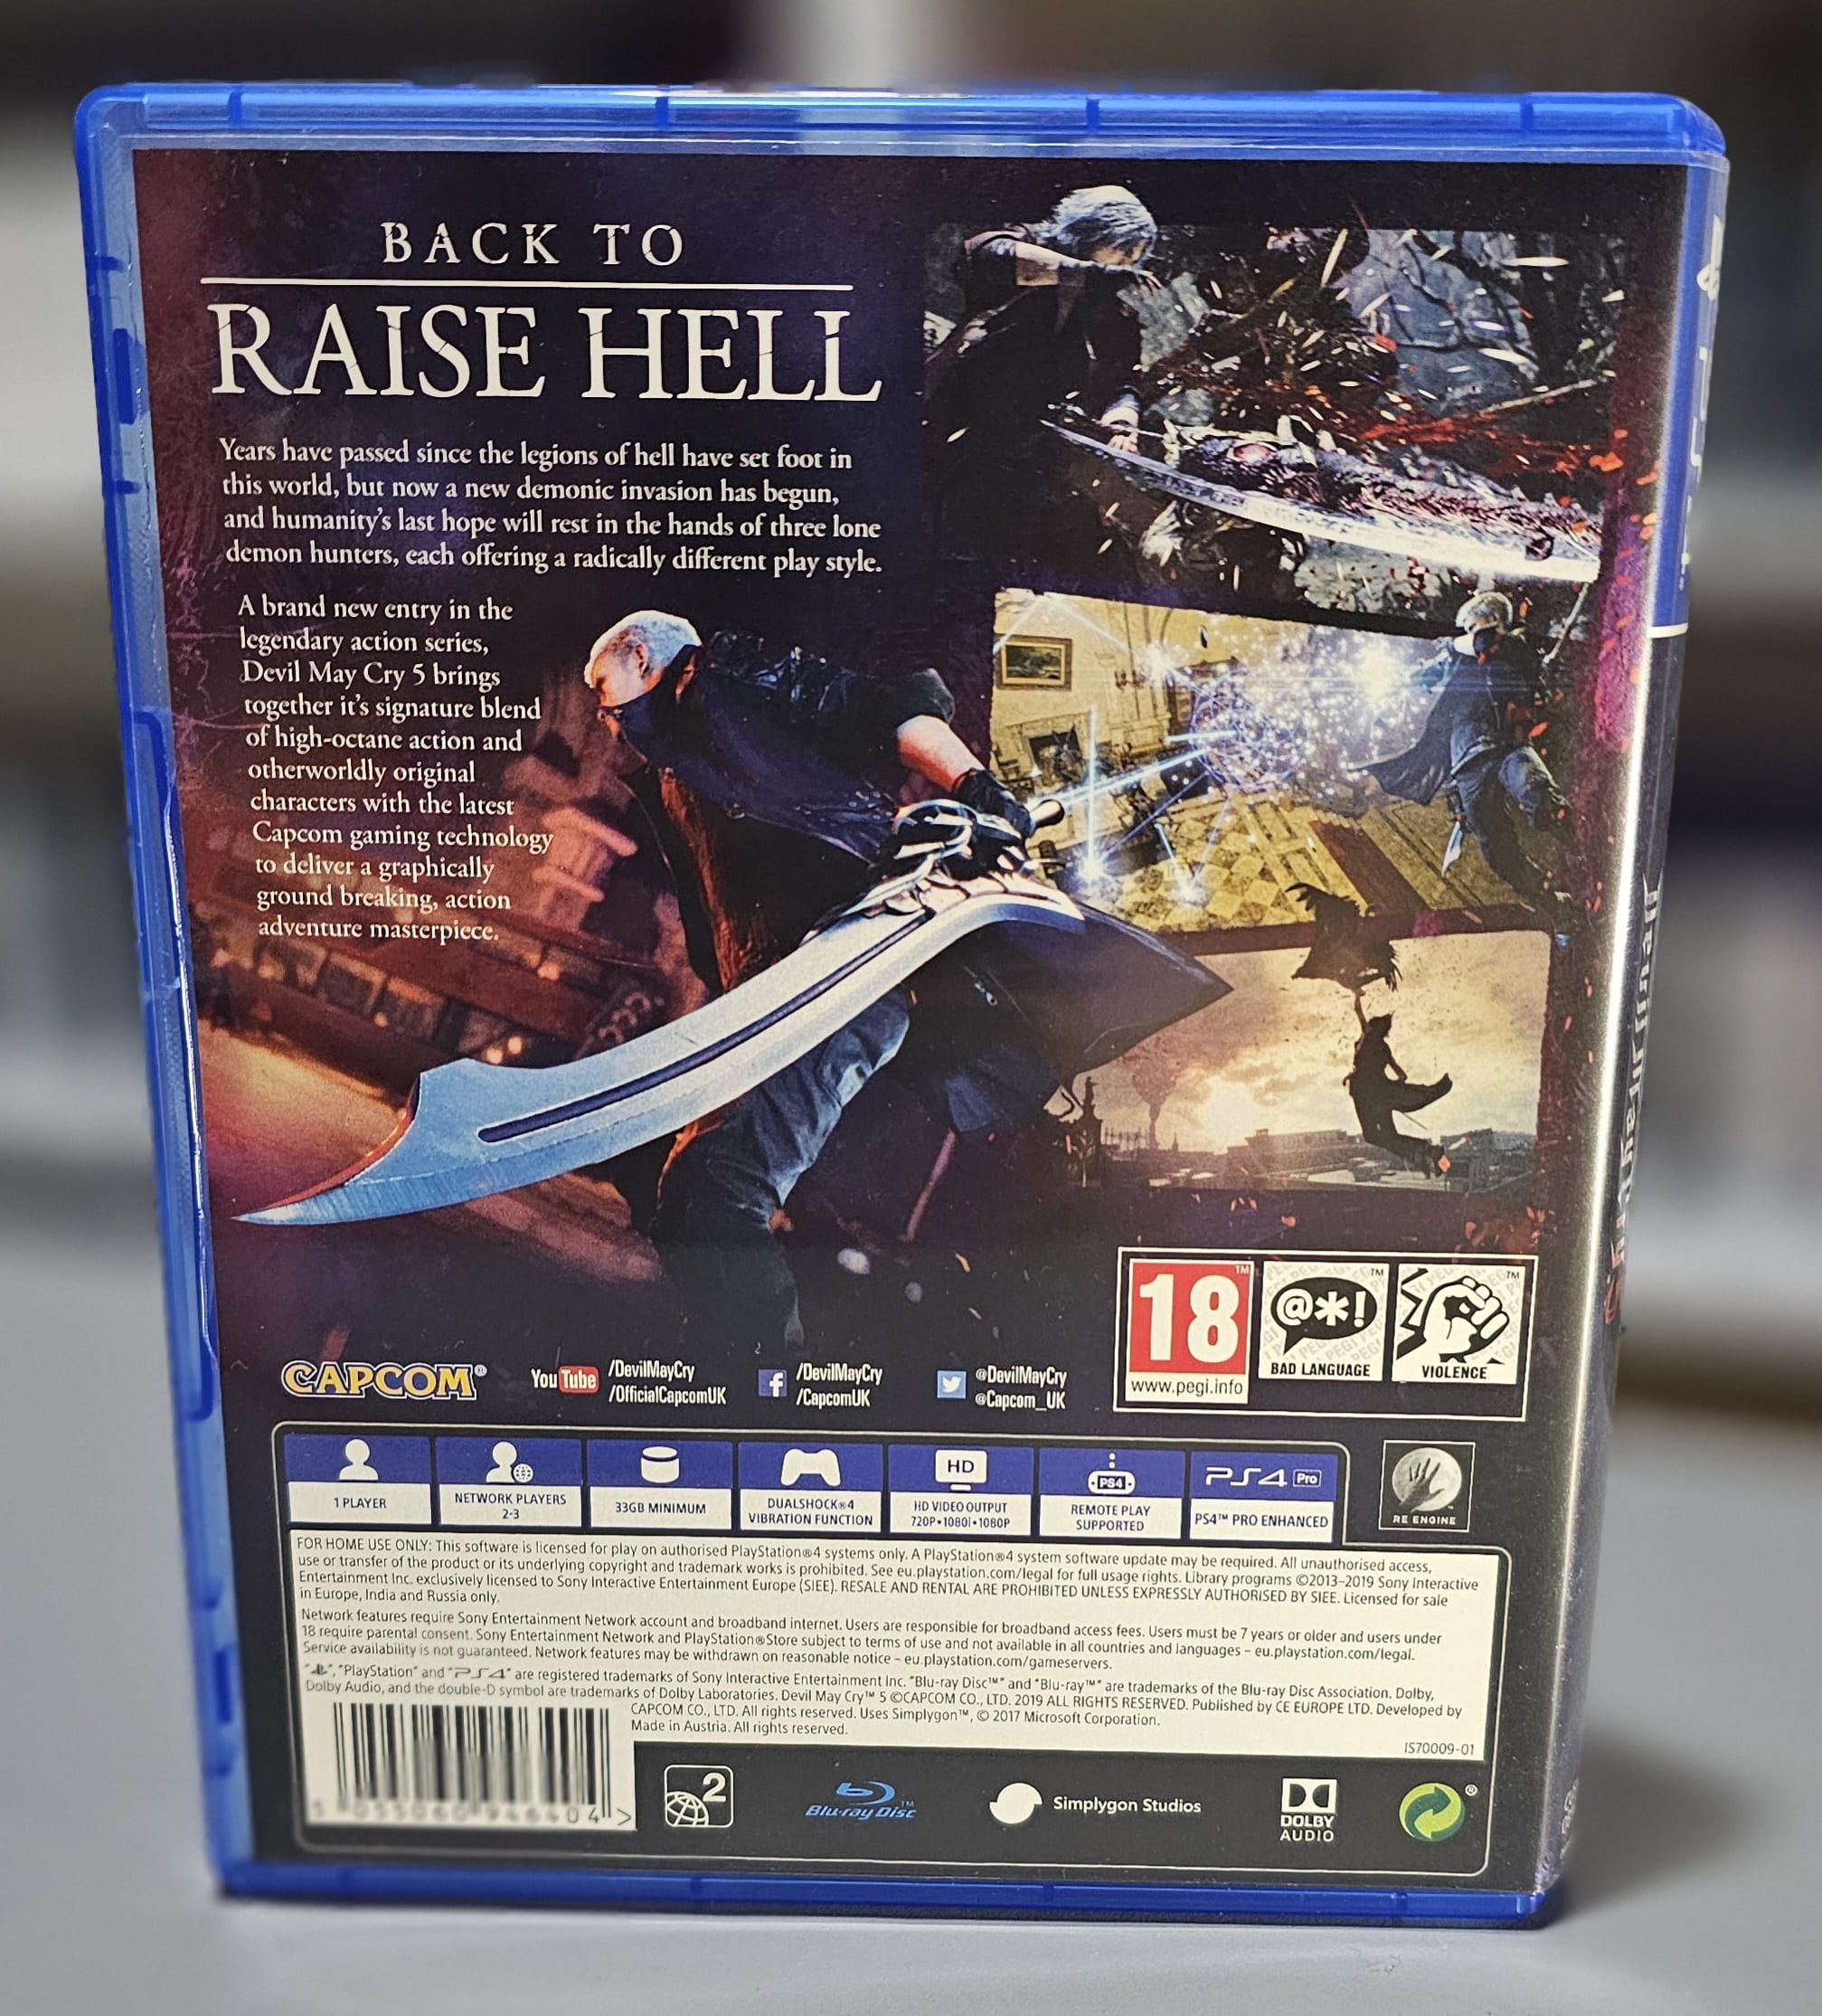 BACK TO
RAISE HELL
Years have passed since the legions of hell have set foot in
this world, but now a new demonic invasion has begun,
and humanity's last hope will rest in the hands of three lone
demon hunters, each offering a radically different play style.
A brand new entry in the
legendary action series,
Devil May Cry 5 brings
together it's signature blend
of high-octane action and
otherworldly original
characters with the latest
Capcom gaming technology
to deliver a graphically
ground breaking, action
adventure masterpiece.
18™
www.pegi.info
@*!™
BAD LANGUAGE
™
VIOLENCE
CAPCOM®
YouTube
/DevilMayCry
/OfficialCapcomUK
f
/DevilMayCry
/CapcomUK
@DevilMayCry
@Capcom_UK
1 PLAYER
NETWORK PLAYERS
2-3
33GB MINIMUM
DUALSHOCK®4
VIBRATION FUNCTION
HD
HD VIDEO OUTPUT
720P•1080I•1080P
PS4
REMOTE PLAY
SUPPORTED
PS4 Pro
PS4™ PRO ENHANCED
RE ENGINE
FOR HOME USE ONLY: This software is licensed for play on authorised PlayStation®4 systems only. A PlayStation®4 system software update may be required. All unauthorised access,
use or transfer of the product or its underlying copyright and trademark works is prohibited. See eu.playstation.com/legal for full usage rights. Library programs ©2013–2019 Sony Interactive
Entertainment Inc. exclusively licensed to Sony Interactive Entertainment Europe (SIEE). RESALE AND RENTAL ARE PROHIBITED UNLESS EXPRESSLY AUTHORISED BY SIEE. Licensed for sale
in Europe, India and Russia only.
Network features require Sony Entertainment Network account and broadband internet. Users are responsible for broadband access fees. Users must be 7 years or older and users under
18 require parental consent. Sony Entertainment Network and PlayStation®Store subject to terms of use and not available in all countries and languages – eu.playstation.com/legal.
Service availability is not guaranteed. Network features may be withdrawn on reasonable notice – eu.playstation.com/gameservers.
"", "PlayStation" and "PS4" are registered trademarks of Sony Interactive Entertainment Inc. "Blu-ray Disc™" and "Blu-ray™" are trademarks of the Blu-ray Disc Association. Dolby,
Dolby Audio, and the double-D symbol are trademarks of Dolby Laboratories. Devil May Cry™ 5 ©CAPCOM CO., LTD. 2019 ALL RIGHTS RESERVED. Published by CE EUROPE LTD. Developed by
CAPCOM CO., LTD. All rights reserved. Uses Simplygon™, © 2017 Microsoft Corporation.
Made in Austria. All rights reserved.
IS70009-01
5 055060 946404 >
2
Blu-ray Disc™
Simplygon Studios
DOLBY
AUDIO
®
PS4
Devil May Cry
5